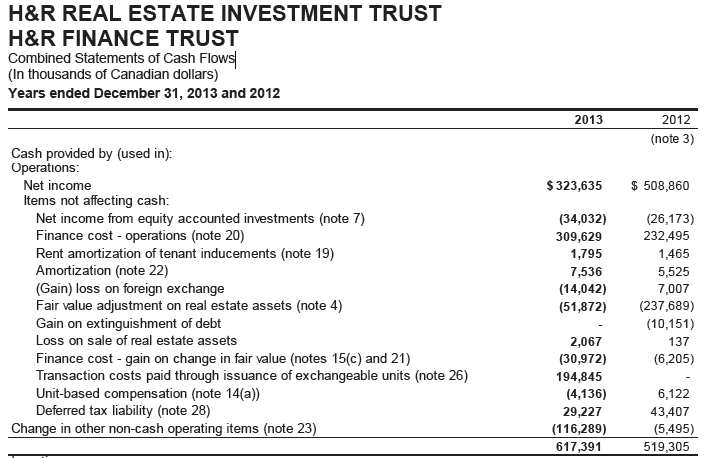 H&R REAL ESTATE INVESTMENT TRUST
H&R FINANCE TRUST
Combined Statements of Cash Flows
(In thousands of Canadian dollars)
Years ended December 31, 2013 and 2012
2013 2012
(note 3)
Cash provided by (used in):
Operations:
Net income $ 323,635 $ 508,860
Items not affecting cash:
Net income from equity accounted investments (note 7) (34,032) (26,173)
Finance cost - operations (note 20) 309,629 232,495
Rent amortization of tenant inducements (note 19) 1,795 1,465
Amortization (note 22) 7,536 5,525
(Gain) loss on foreign exchange (14,042) 7,007
Fair value adjustment on real estate assets (note 4) (51,872) (237,689)
Gain on extinguishment of debt - (10,151)
Loss on sale of real estate assets 2,067 137
Finance cost - gain on change in fair value (notes 15(c) and 21) (30,972) (6,205)
Transaction costs paid through issuance of exchangeable units (note 26) 194,845 -
Unit-based compensation (note 14(a)) (4,136) 6,122
Deferred tax liability (note 28) 29,227 43,407
Change in other non-cash operating items (note 23) (116,289) (5,495)
617,391 519,305